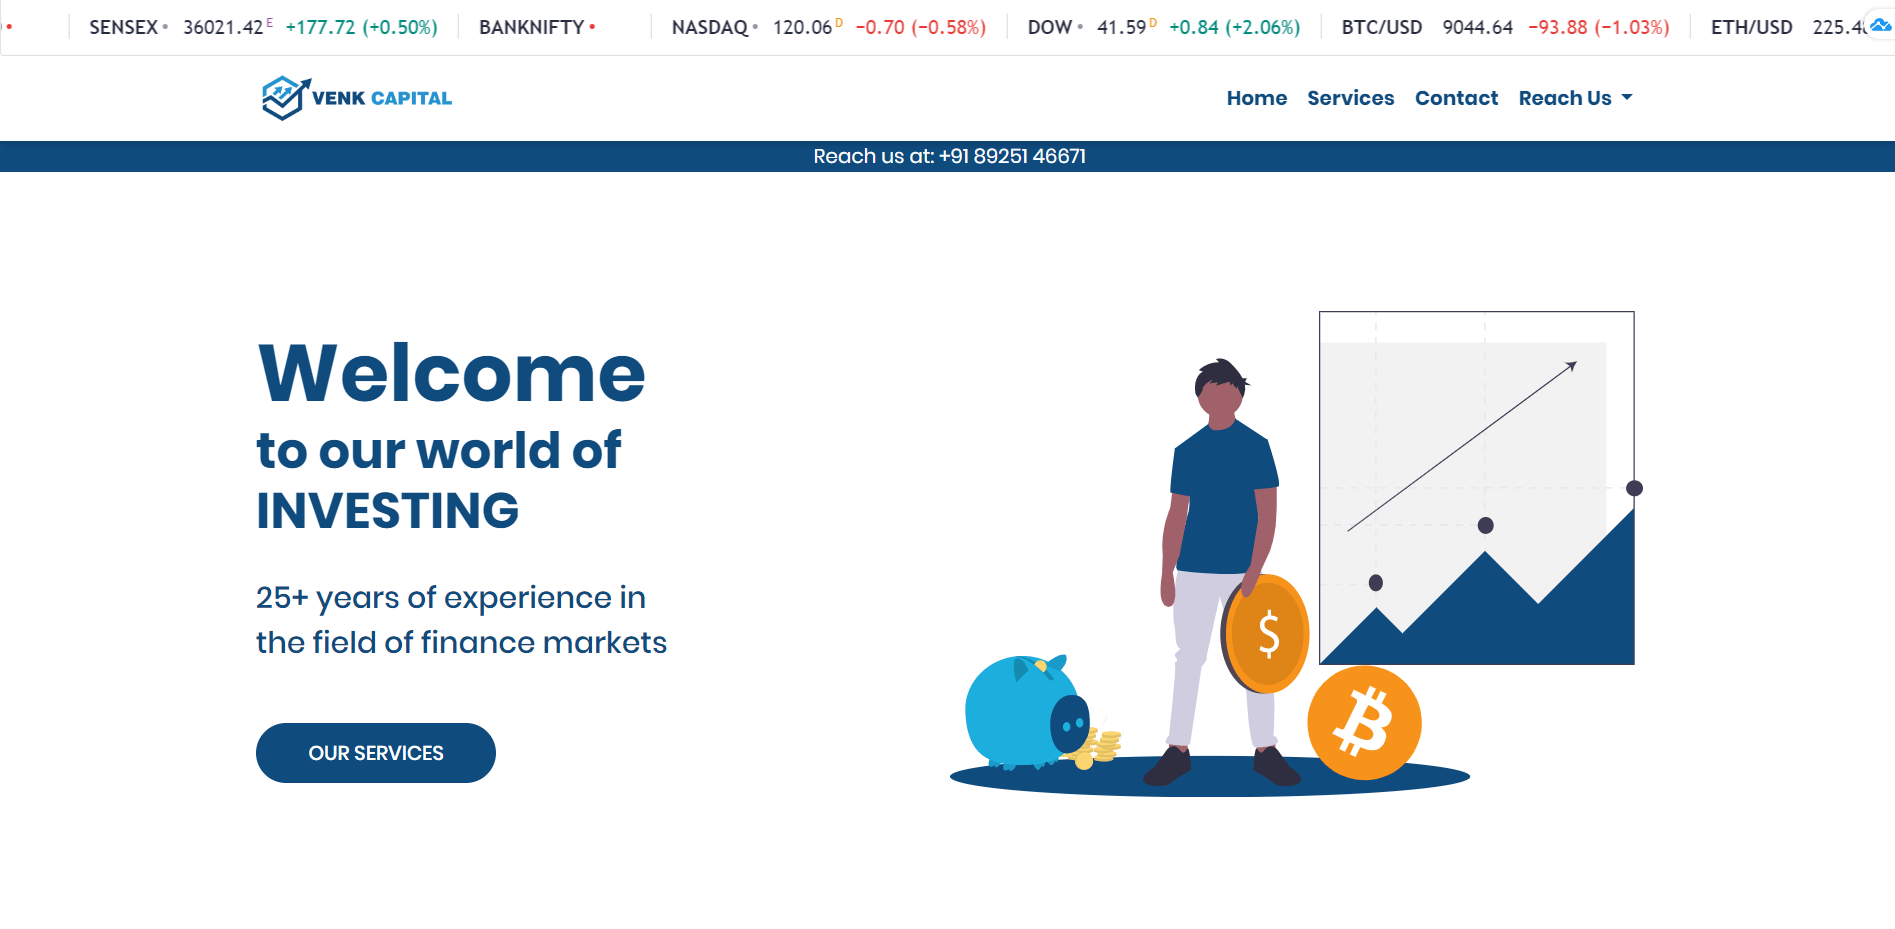 SENSEX 36021.42 E +177.72 (+0.50%) BANKNIFTY NASDAQ 120.06 D −0.70 (−0.58%) DOW 41.59 D +0.84 (+2.06%) BTC/USD 9044.64 −93.88 (−1.03%) ETH/USD
VENK CAPITAL
Home Services Contact Reach Us
Reach us at: +91 89251 46671
Welcome
to our world of
INVESTING
25+ years of experience in
the field of finance markets
OUR SERVICES
$